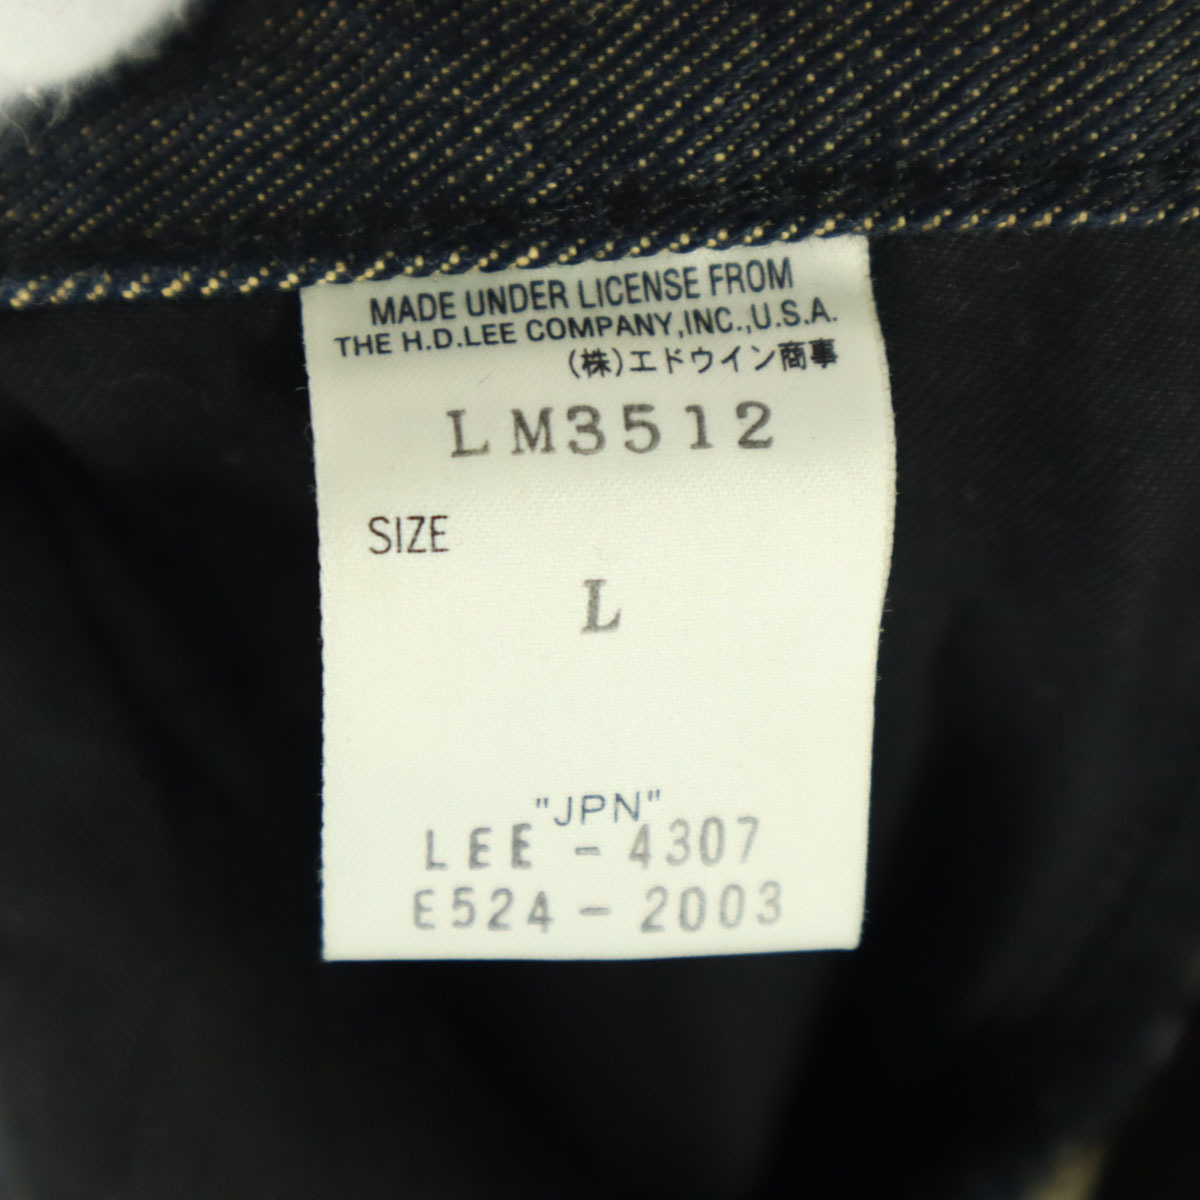 MADE UNDER LICENSE FROM
THE H.D.LEE COMPANY,INC.,U.S.A.
(株)エドウイン商事
LM3512
SIZE
L
"JPN"
LEE - 4307
E524 - 2003